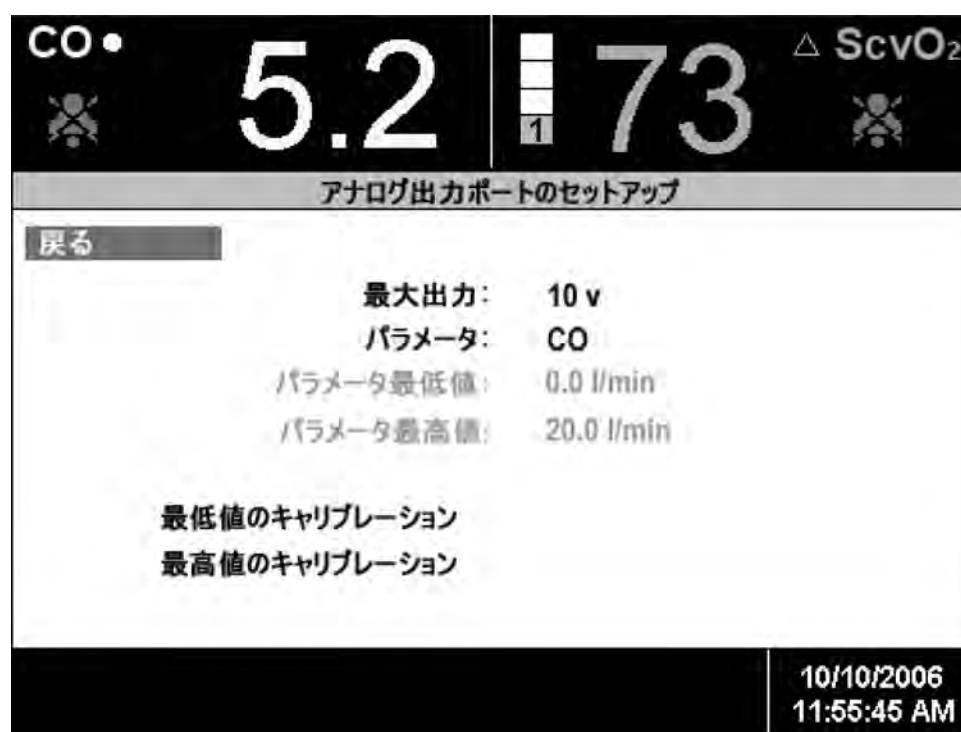 CO 5.2 1 73 △ ScvO₂
アナログ出力ポートのセットアップ
戻る
最大出力: 10 v
パラメータ: CO
パラメータ最低値: 0.0 l/min
パラメータ最高値: 20.0 l/min
最低値のキャリブレーション
最高値のキャリブレーション
10/10/2006
11:55:45 AM